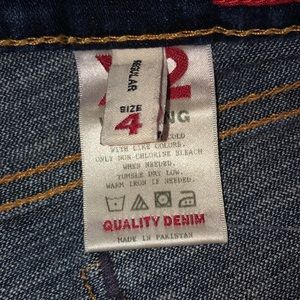 REGULAR
SIZE
4
COLD
WITH LIKE COLORS.
ONLY NON-CHLORINE BLEACH
WHEN NEEDED.
TUMBLE DRY LOW.
WARM IRON IF NEEDED.
QUALITY DENIM
MADE IN PAKISTAN